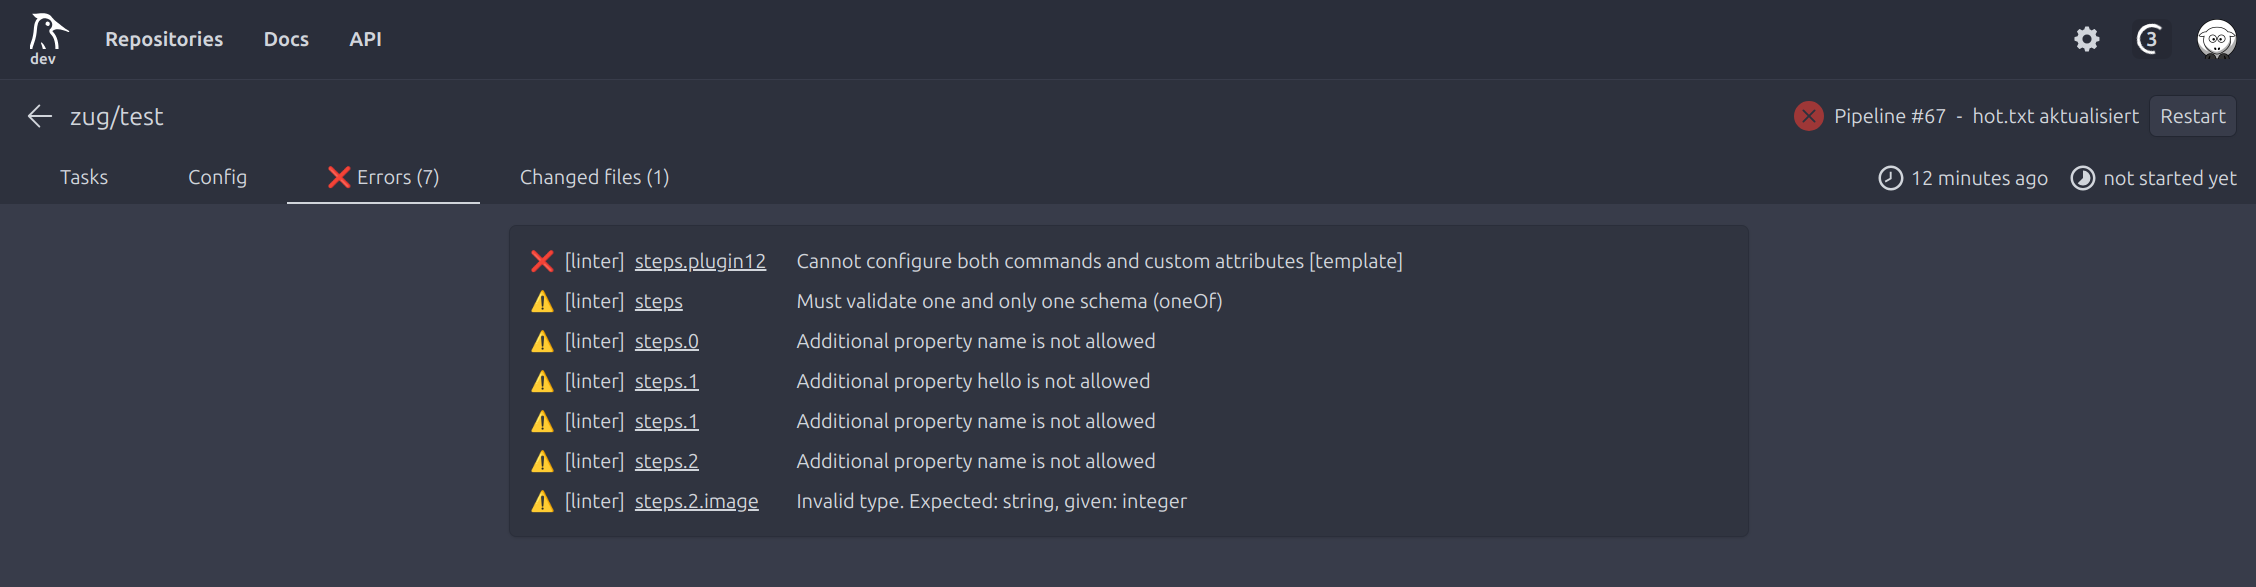 dev Repositories Docs API 3
zug/test Pipeline #67 - hot.txt aktualisiert Restart
Tasks Config ❌ Errors (7) Changed files (1) 12 minutes ago not started yet
❌ [linter] steps.plugin12 Cannot configure both commands and custom attributes [template]
⚠️ [linter] steps Must validate one and only one schema (oneOf)
⚠️ [linter] steps.0 Additional property name is not allowed
⚠️ [linter] steps.1 Additional property hello is not allowed
⚠️ [linter] steps.1 Additional property name is not allowed
⚠️ [linter] steps.2 Additional property name is not allowed
⚠️ [linter] steps.2.image Invalid type. Expected: string, given: integer